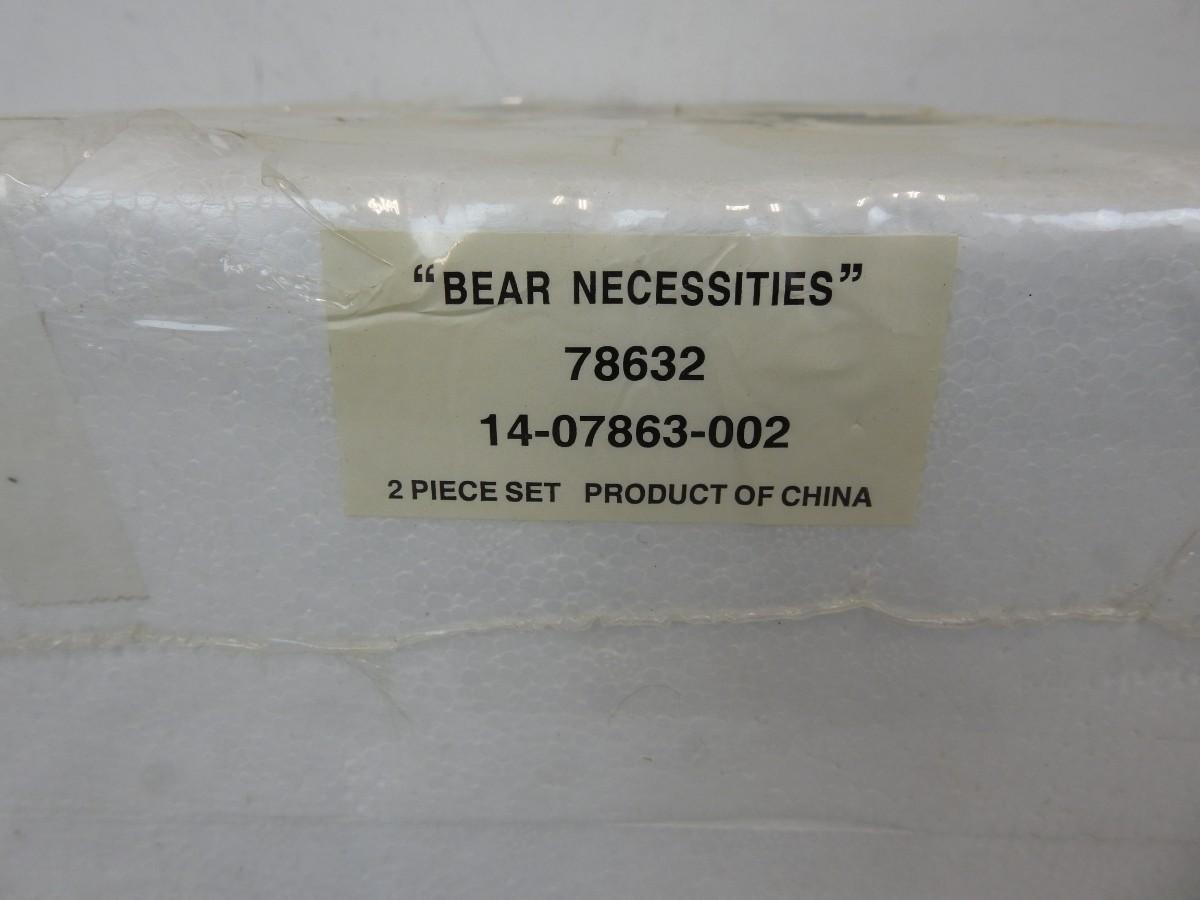 “BEAR NECESSITIES”
78632
14-07863-002
2 PIECE SET PRODUCT OF CHINA